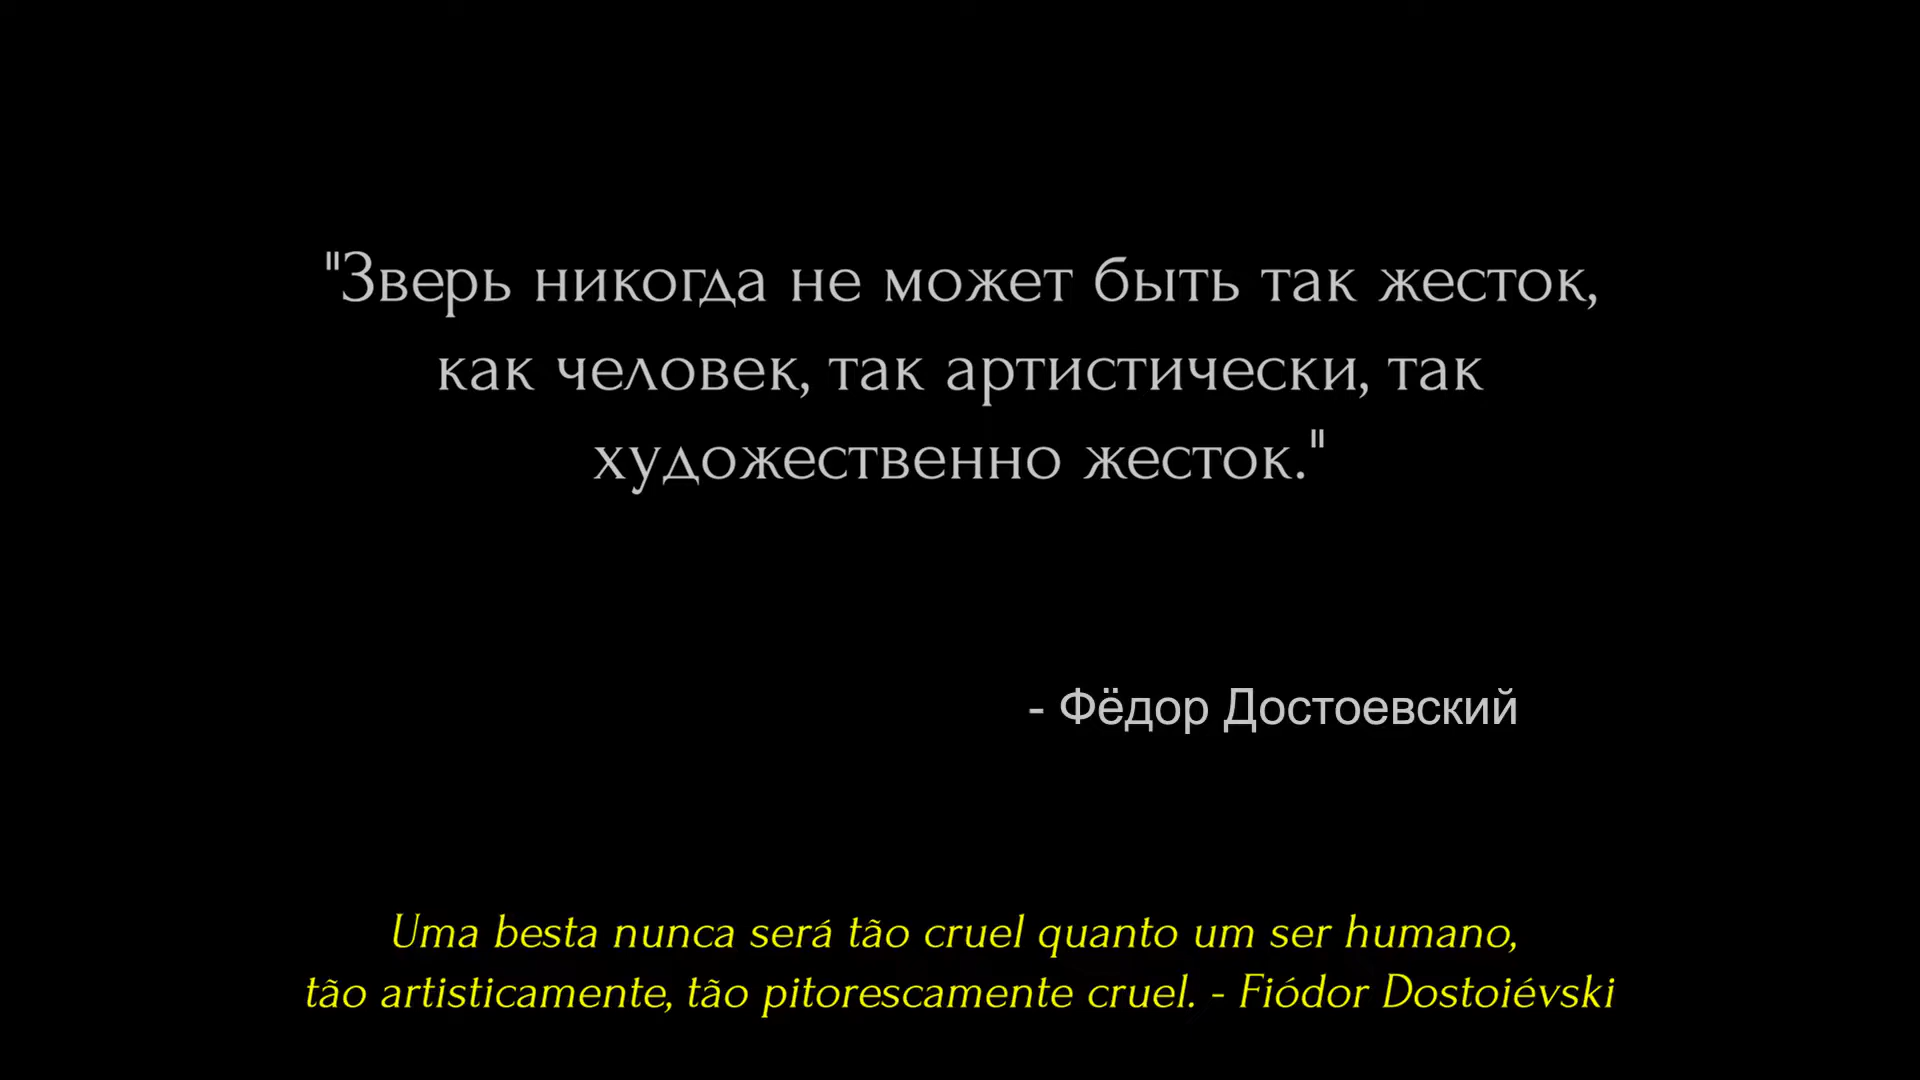 "Зверь никогда не может быть так жесток,
как человек, так артистически, так
художественно жесток."
- Фёдор Достоевский
Uma besta nunca será tão cruel quanto um ser humano,
tão artisticamente, tão pitorescamente cruel. - Fiódor Dostoiévski